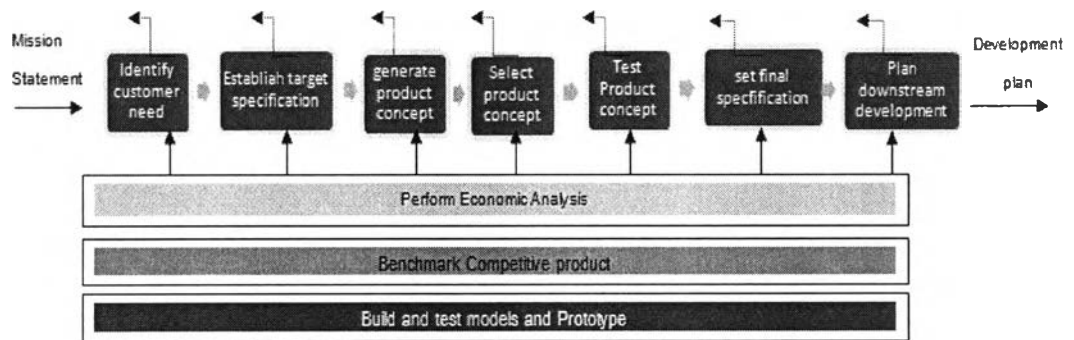 Mission
Statement
Identify
customer
need
Establiah target
specification
generate
product
concept
Select
product
concept
Test
Product
concept
set final
specfification
Plan
downstream
development
Development
plan
Perform Economic Analysis
Benchmark Competitive product
Build and test models and Prototype